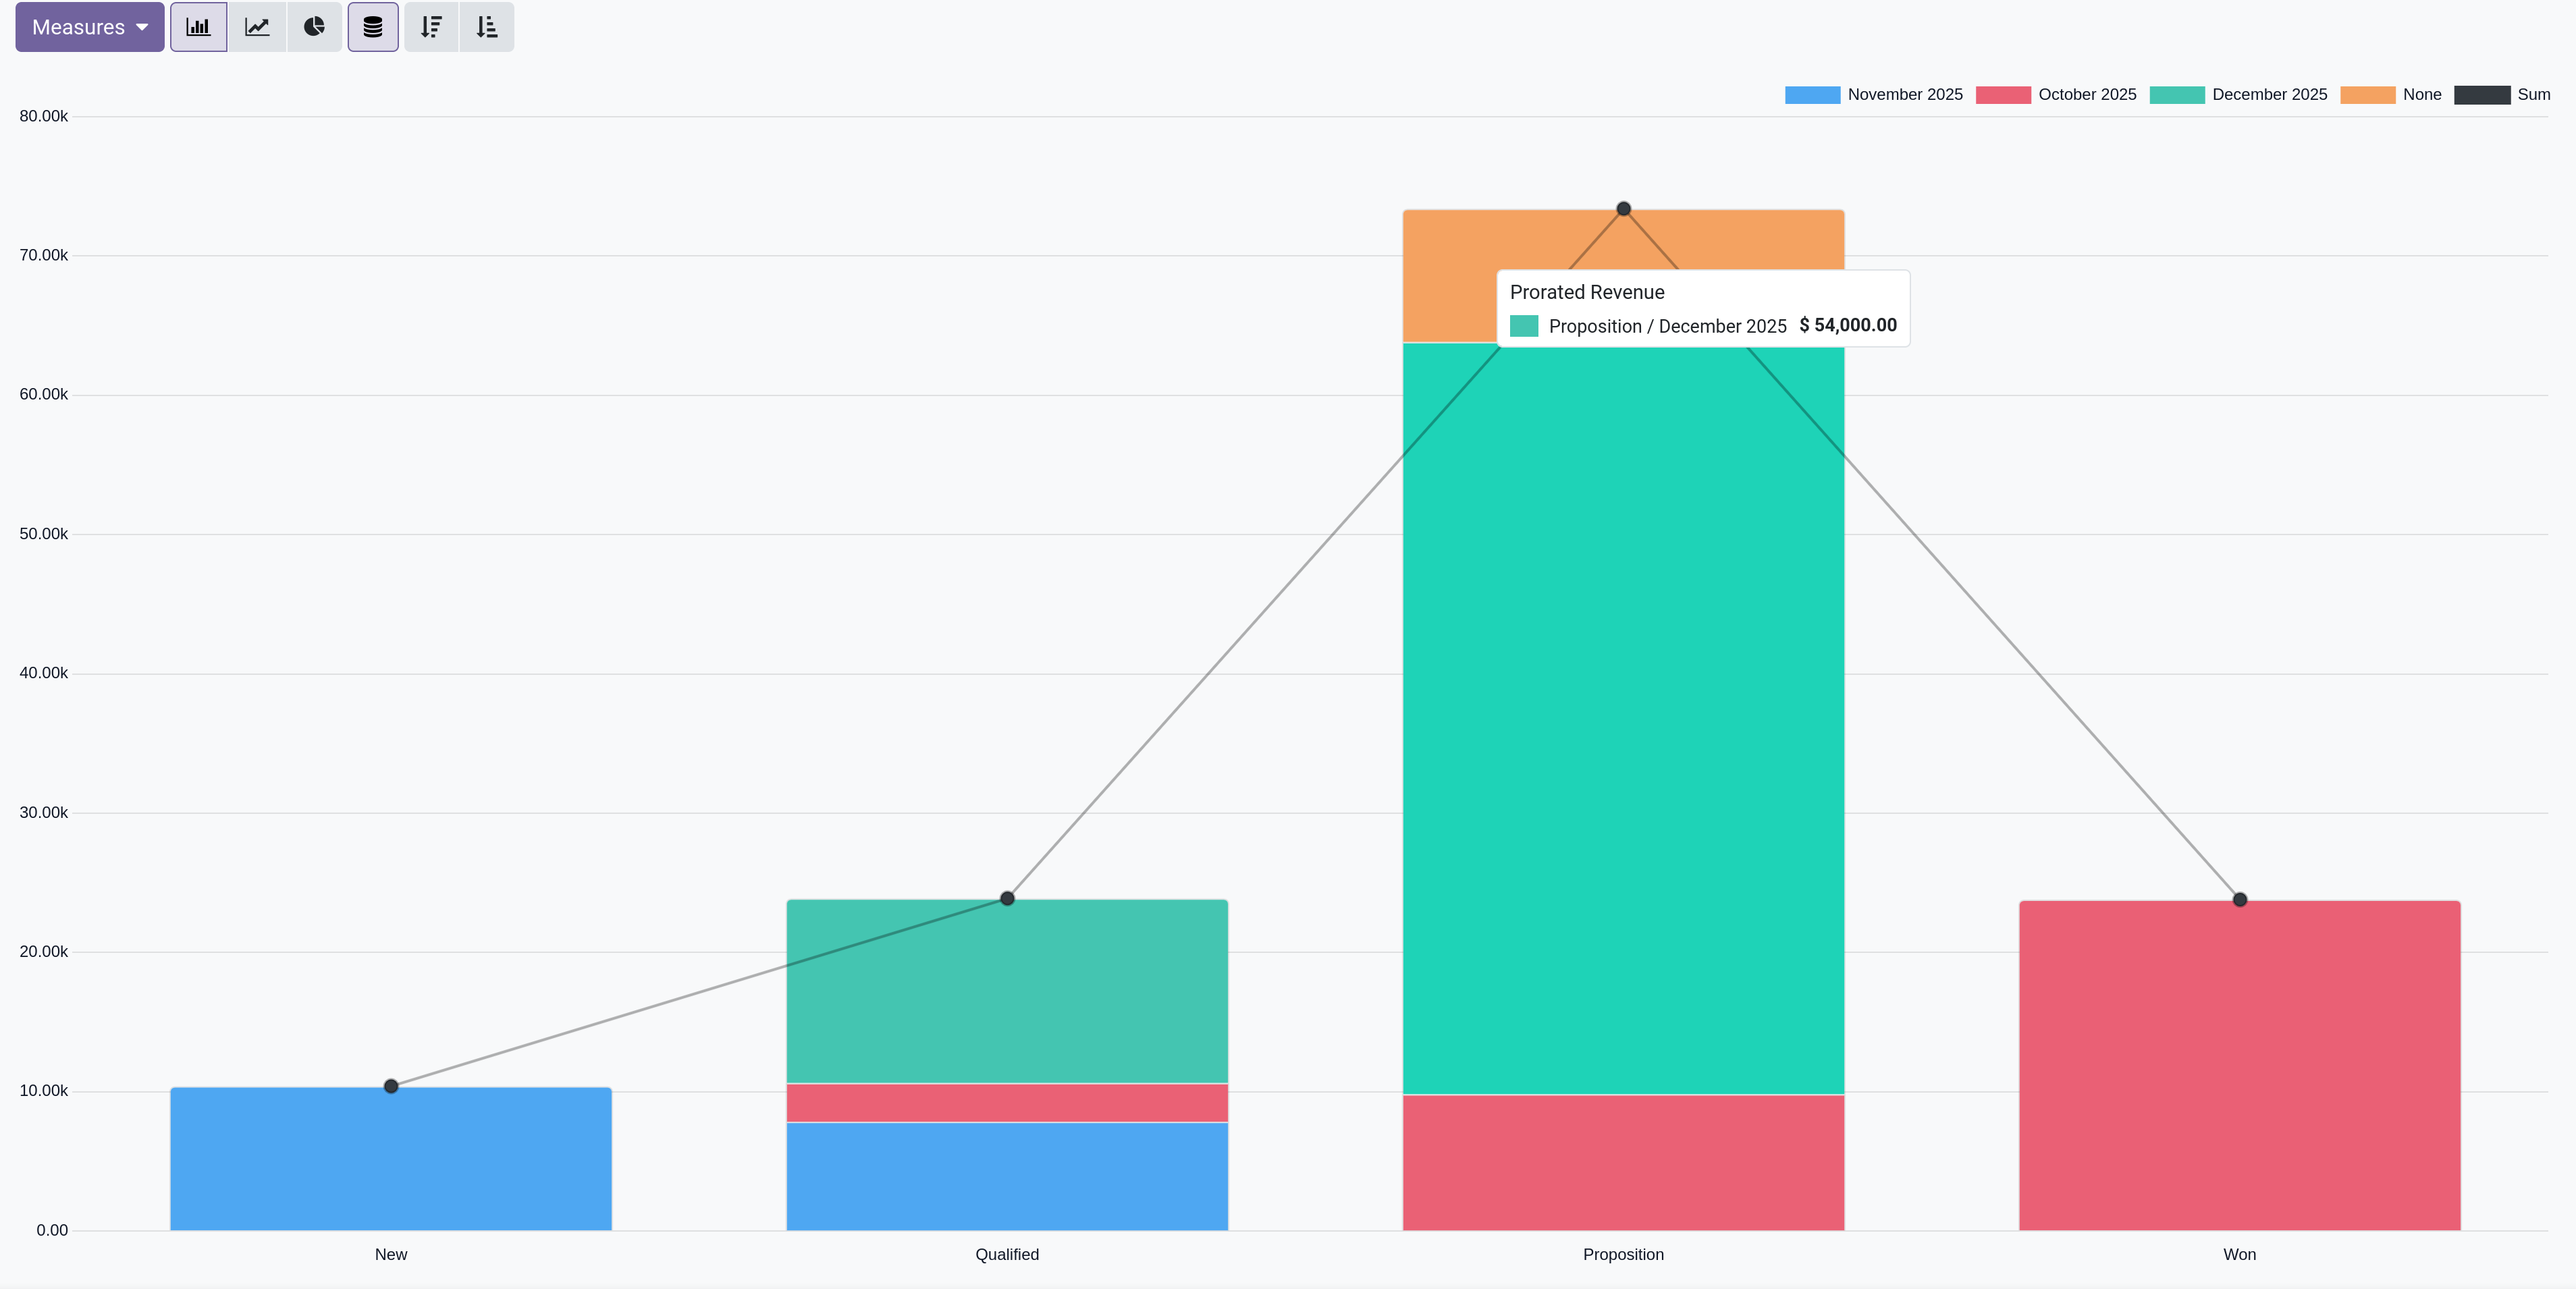 Measures
November 2025 October 2025 December 2025 None Sum
80.00k
70.00k
Prorated Revenue
Proposition / December 2025 $ 54,000.00
60.00k
50.00k
40.00k
30.00k
20.00k
10.00k
0.00
New Qualified Proposition Won